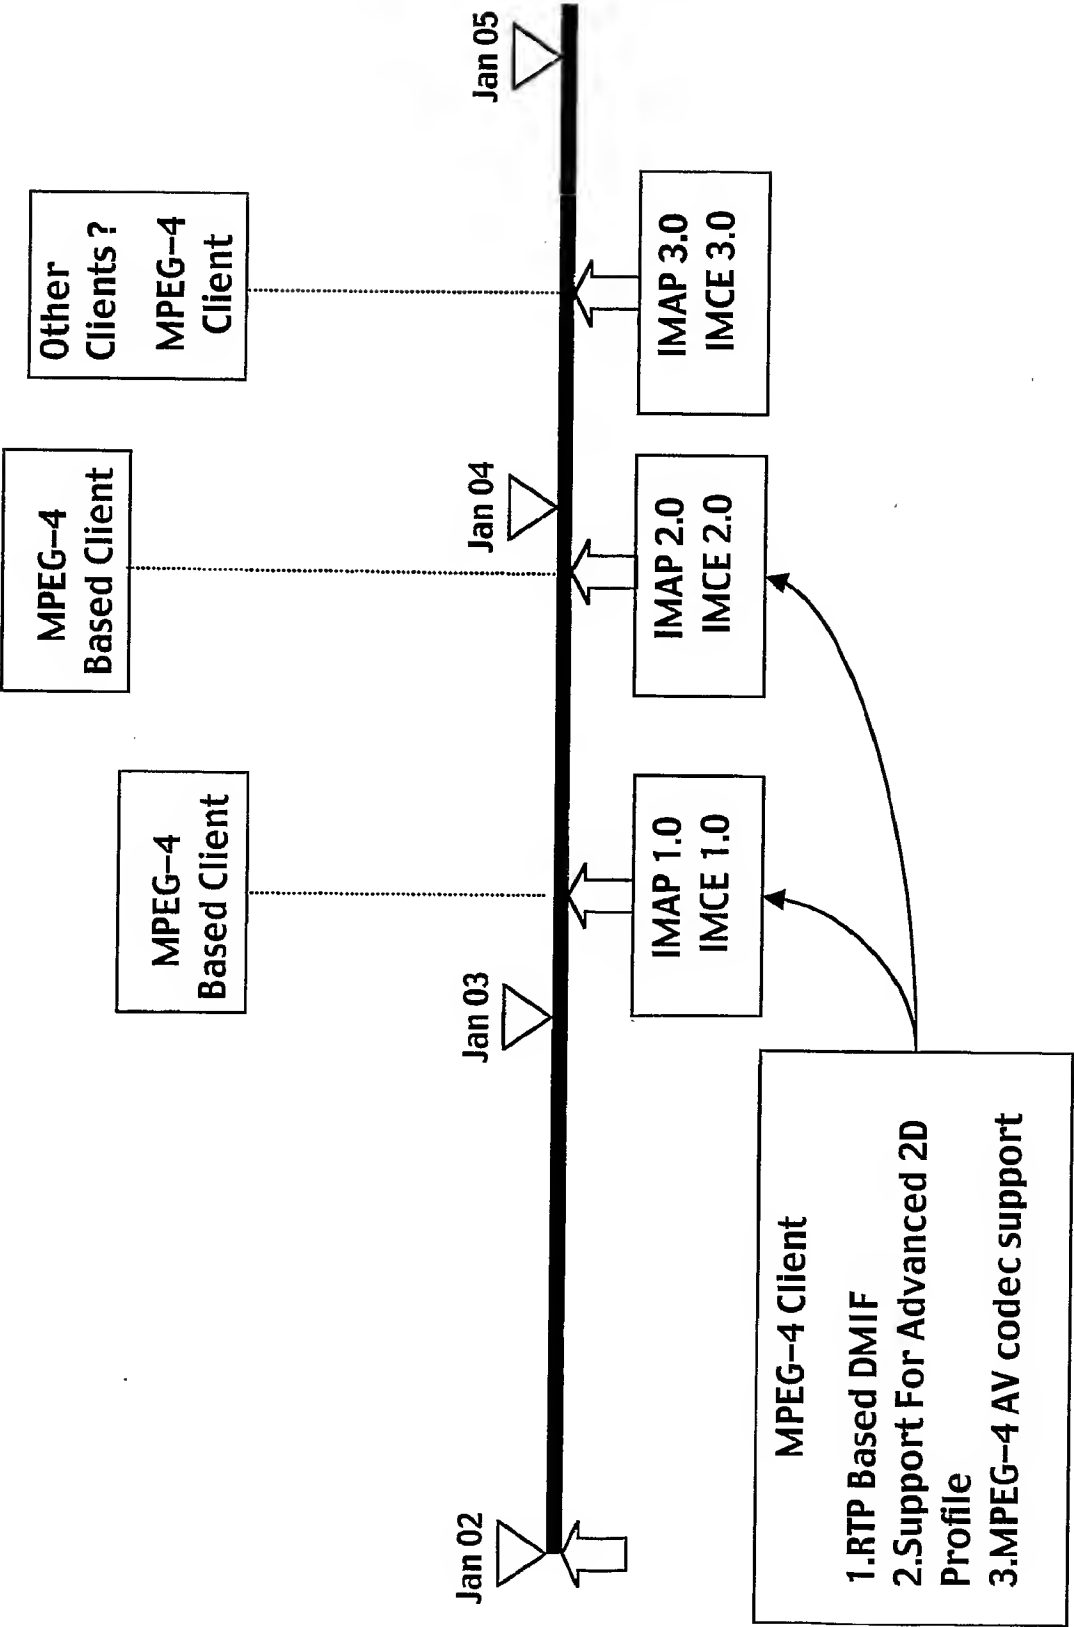 MPEG-4
Based Client
MPEG-4
Based Client
Other
Clients?
MPEG-4
Client
Jan 02
Jan 03
Jan 04
Jan 05
IMAP 1.0
IMCE 1.0
IMAP 2.0
IMCE 2.0
IMAP 3.0
IMCE 3.0
MPEG-4 Client
1.RTP Based DMIF
2.Support For Advanced 2D
Profile
3.MPEG-4 AV codec support